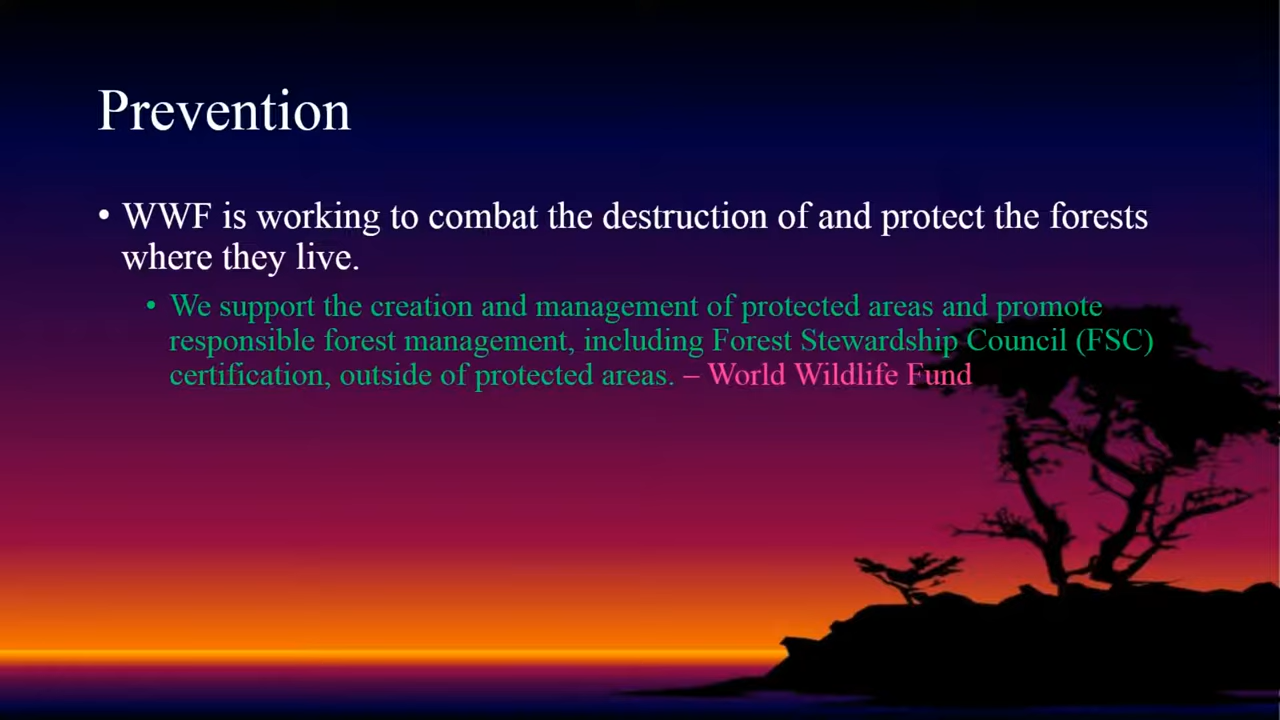 Prevention
• WWF is working to combat the destruction of and protect the forests
where they live.
• We support the creation and management of protected areas and promote
responsible forest management, including Forest Stewardship Council (FSC)
certification, outside of protected areas. – World Wildlife Fund